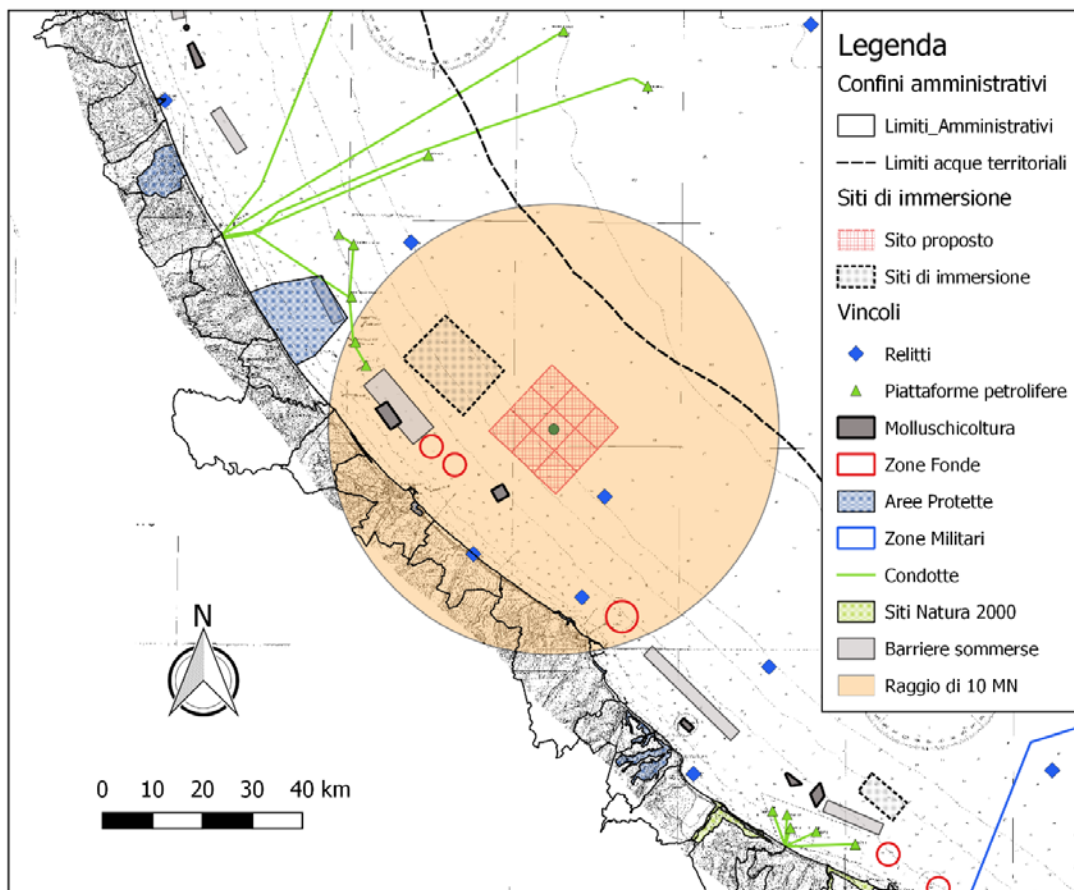 Legenda
Confini amministrativi
Limiti_Amministrativi
Limiti acque territoriali
Siti di immersione
Sito proposto
Siti di immersione
Vincoli
Relitti
Piattaforme petrolifere
Molluschicoltura
Zone Fonde
Aree Protette
Zone Militari
Condotte
Siti Natura 2000
Barriere sommerse
Raggio di 10 MN
N
0 10 20 30 40 km